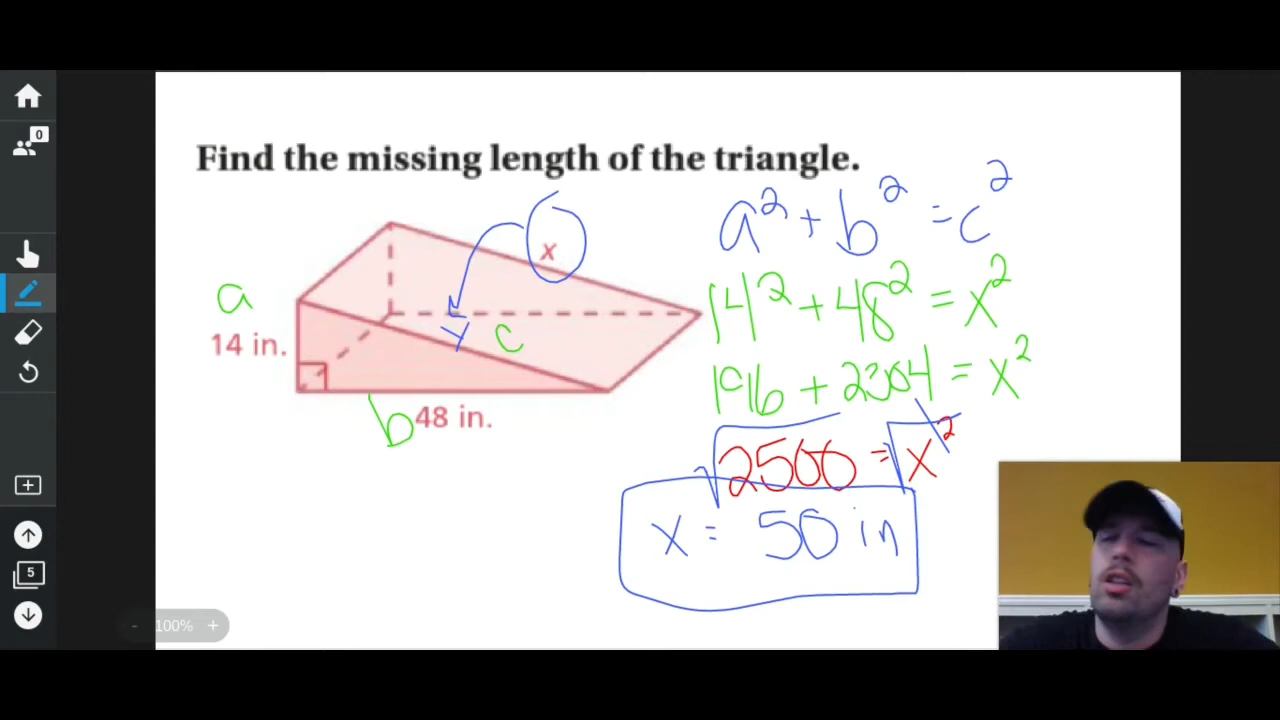 0
Find the missing length of the triangle.
a² + b² = c²
x
a
14² + 48² = x²
14 in.
c
196 + 2304 = x²
b 48 in.
√2500 = √x²
x = 50 in
5
- 100% +